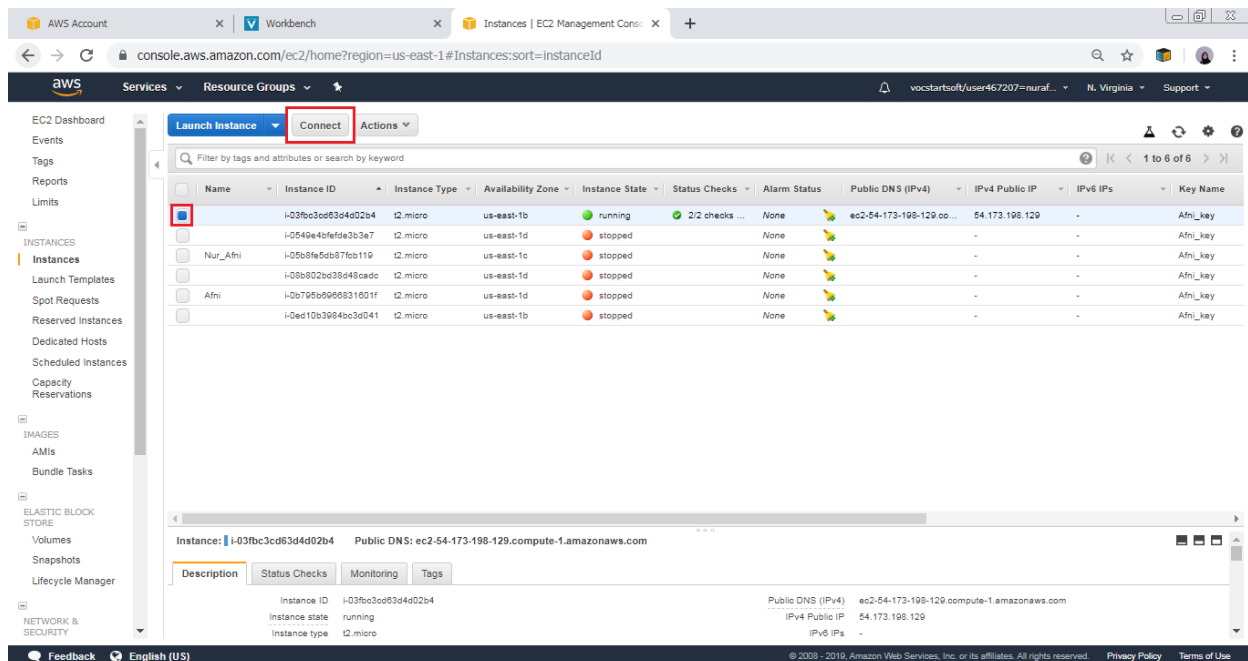 AWS Account
Workbench
Instances | EC2 Management Consc
console.aws.amazon.com/ec2/home?region=us-east-1#Instances:sort=instanceId
aws Services Resource Groups vocstartsoft/user467207=nuraf... N. Virginia Support
EC2 Dashboard
Events
Tags
Reports
Limits
INSTANCES
Instances
Launch Templates
Spot Requests
Reserved Instances
Dedicated Hosts
Scheduled Instances
Capacity
Reservations
IMAGES
AMIs
Bundle Tasks
ELASTIC BLOCK
STORE
Volumes
Snapshots
Lifecycle Manager
NETWORK &
SECURITY
Launch Instance Connect Actions
Filter by tags and attributes or search by keyword 1 to 6 of 6
Name Instance ID Instance Type Availability Zone Instance State Status Checks Alarm Status Public DNS (IPv4) IPv4 Public IP IPv6 IPs Key Name
i-03fbc3cd63d4d02b4 t2.micro us-east-1b running 2/2 checks ... None ec2-54-173-198-129.co... 54.173.198.129 - Afni_key
i-0549e4bfefde3b3e7 t2.micro us-east-1d stopped None - - Afni_key
Nur_Afni i-05b8fe5db87fcb119 t2.micro us-east-1c stopped None - - Afni_key
i-08b802bd38d48cadc t2.micro us-east-1d stopped None - - Afni_key
Afni i-0b795b6966831601f t2.micro us-east-1d stopped None - - Afni_key
i-0ed10b3984bc3d041 t2.micro us-east-1b stopped None - - Afni_key
Instance: i-03fbc3cd63d4d02b4 Public DNS: ec2-54-173-198-129.compute-1.amazonaws.com
Description Status Checks Monitoring Tags
Instance ID i-03fbc3cd63d4d02b4 Public DNS (IPv4) ec2-54-173-198-129.compute-1.amazonaws.com
Instance state running IPv4 Public IP 54.173.198.129
Instance type t2.micro IPv6 IPs -
Feedback English (US) © 2008 - 2019, Amazon Web Services, Inc. or its affiliates. All rights reserved. Privacy Policy Terms of Use